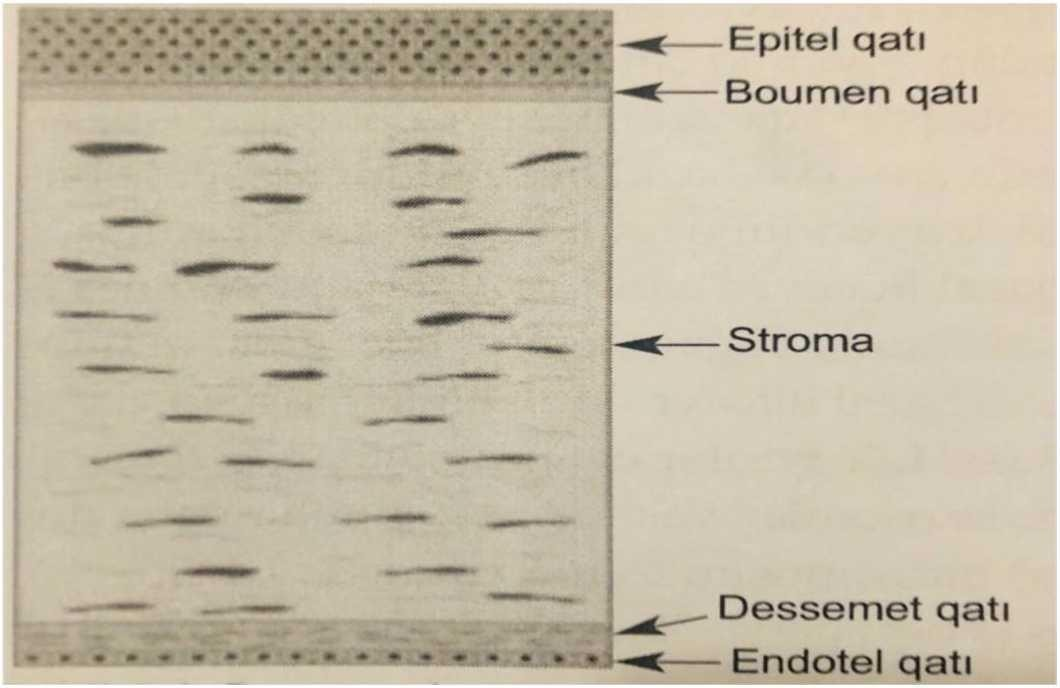 Epitel qatı
Boumen qatı
Stroma
Dessemet qatı
Endotel qatı